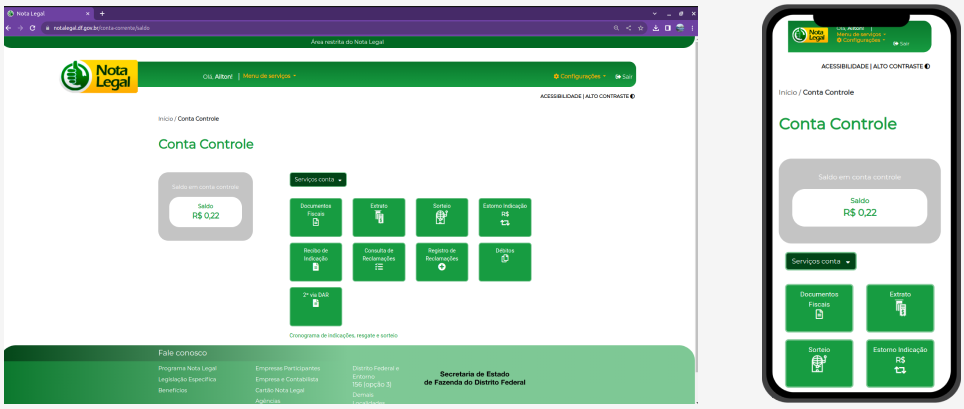 Nota Legal
notalegal.df.gov.br/conta-corrente/saldo
Área restrita do Nota Legal
Nota
Legal
Olá, Ailton! | Menu de serviços
Configurações
Sair
ACESSIBILIDADE | ALTO CONTRASTE
Início / Conta Controle
Conta Controle
Saldo em conta controle
Saldo
R$ 0,22
Serviços conta
Documentos
Fiscais
Extrato
Sorteio
Estorno Indicação
R$
Recibo de
Indicação
Consulta de
Reclamações
Registro de
Reclamações
Débitos
2ª via DAR
Cronograma de indicações, resgate e sorteio
Fale conosco
Programa Nota Legal
Legislação Específica
Benefícios
Empresas Participantes
Empresa e Contabilista
Cartão Nota Legal
Agências
Distrito Federal e
Entorno
156 (opção 3)
Demais
Localidades
Secretaria de Estado
de Fazenda do Distrito Federal
Nota
Legal
Olá, Ailton!
Menu de serviços
Configurações
Sair
ACESSIBILIDADE | ALTO CONTRASTE
Início / Conta Controle
Conta Controle
Saldo em conta controle
Saldo
R$ 0,22
Serviços conta
Documentos
Fiscais
Extrato
Sorteio
Estorno Indicação
R$